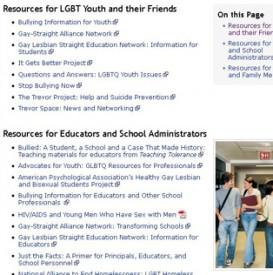 Resources for LGBT Youth and their Friends
Bullying Information for Youth
Gay-Straight Alliance Network
Gay Lesbian Straight Education Network: Information for
Students
It Gets Better Project
Questions and Answers: LGBTQ Youth Issues
Stop Bullying Now
The Trevor Project: Help and Suicide Prevention
Trevor Space: News and Networking
Resources for Educators and School Administrators
Bullied: A Student, a School and a Case That Made History:
Teaching materials for educators from Teaching Tolerance
Advocates for Youth: GLBTQ Resources for Professionals
American Psychological Association's Healthy Gay Lesbian
and Bisexual Students Project
Bullying Information for Educators and Other School
Professionals
HIV/AIDS and Young Men Who Have Sex with Men
Gay-Straight Alliance Network: Transforming Schools
Gay Lesbian Straight Education Network: Information for
Educators
Just the Facts: A Primer for Principals, Educators, and
School Personnel
National Alliance to End Homelessness: LGBT Homeless
On this Page
Resources for
and their Frien
Resources for
and School
Administrators
Resources for
and Family Me